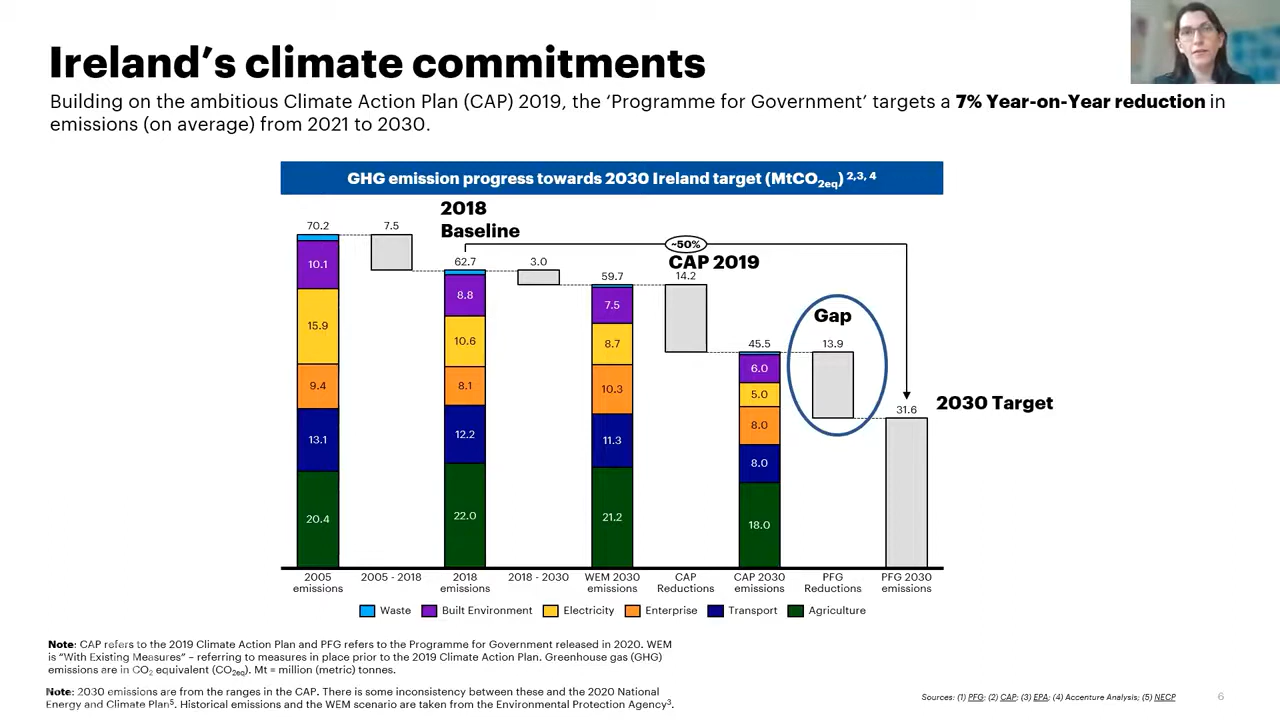 Ireland’s climate commitments
Building on the ambitious Climate Action Plan (CAP) 2019, the ‘Programme for Government’ targets a 7% Year-on-Year reduction in
emissions (on average) from 2021 to 2030.
GHG emission progress towards 2030 Ireland target (MtCO2eq) 2,3, 4
2018
Baseline
~50%
CAP 2019
Gap
2030 Target
70.2 7.5 62.7 3.0 59.7 14.2 45.5 13.9 31.6
10.1 8.8 7.5 6.0
15.9 10.6 8.7 5.0
9.4 8.1 10.3 8.0
13.1 12.2 11.3 8.0
20.4 22.0 21.2 18.0
2005 emissions 2005 - 2018 2018 emissions 2018 - 2030 WEM 2030 emissions CAP Reductions CAP 2030 emissions PFG Reductions PFG 2030 emissions
Waste Built Environment Electricity Enterprise Transport Agriculture
Note: CAP refers to the 2019 Climate Action Plan and PFG refers to the Programme for Government released in 2020. WEM
is “With Existing Measures” – referring to measures in place prior to the 2019 Climate Action Plan. Greenhouse gas (GHG)
emissions are in CO2 equivalent (CO2eq). Mt = million (metric) tonnes.
Note: 2030 emissions are from the ranges in the CAP. There is some inconsistency between these and the 2020 National
Energy and Climate Plan5. Historical emissions and the WEM scenario are taken from the Environmental Protection Agency3.
Sources: (1) PFG; (2) CAP; (3) EPA; (4) Accenture Analysis; (5) NECP
6